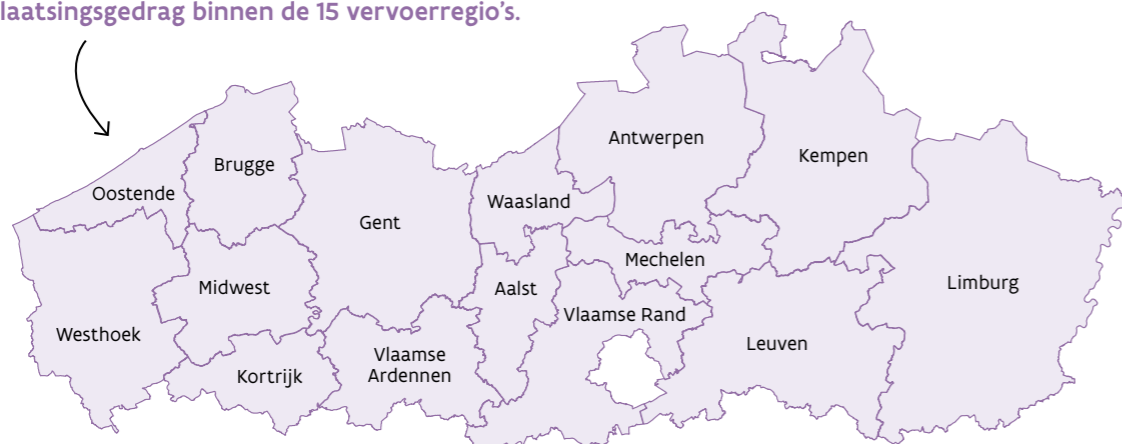 laatsingsgedrag binnen de 15 vervoerregio's.
Antwerpen
Kempen
Brugge
Oostende
Waasland
Gent
Mechelen
Limburg
Midwest
Aalst
Vlaamse Rand
Westhoek
Leuven
Vlaamse
Ardennen
Kortrijk